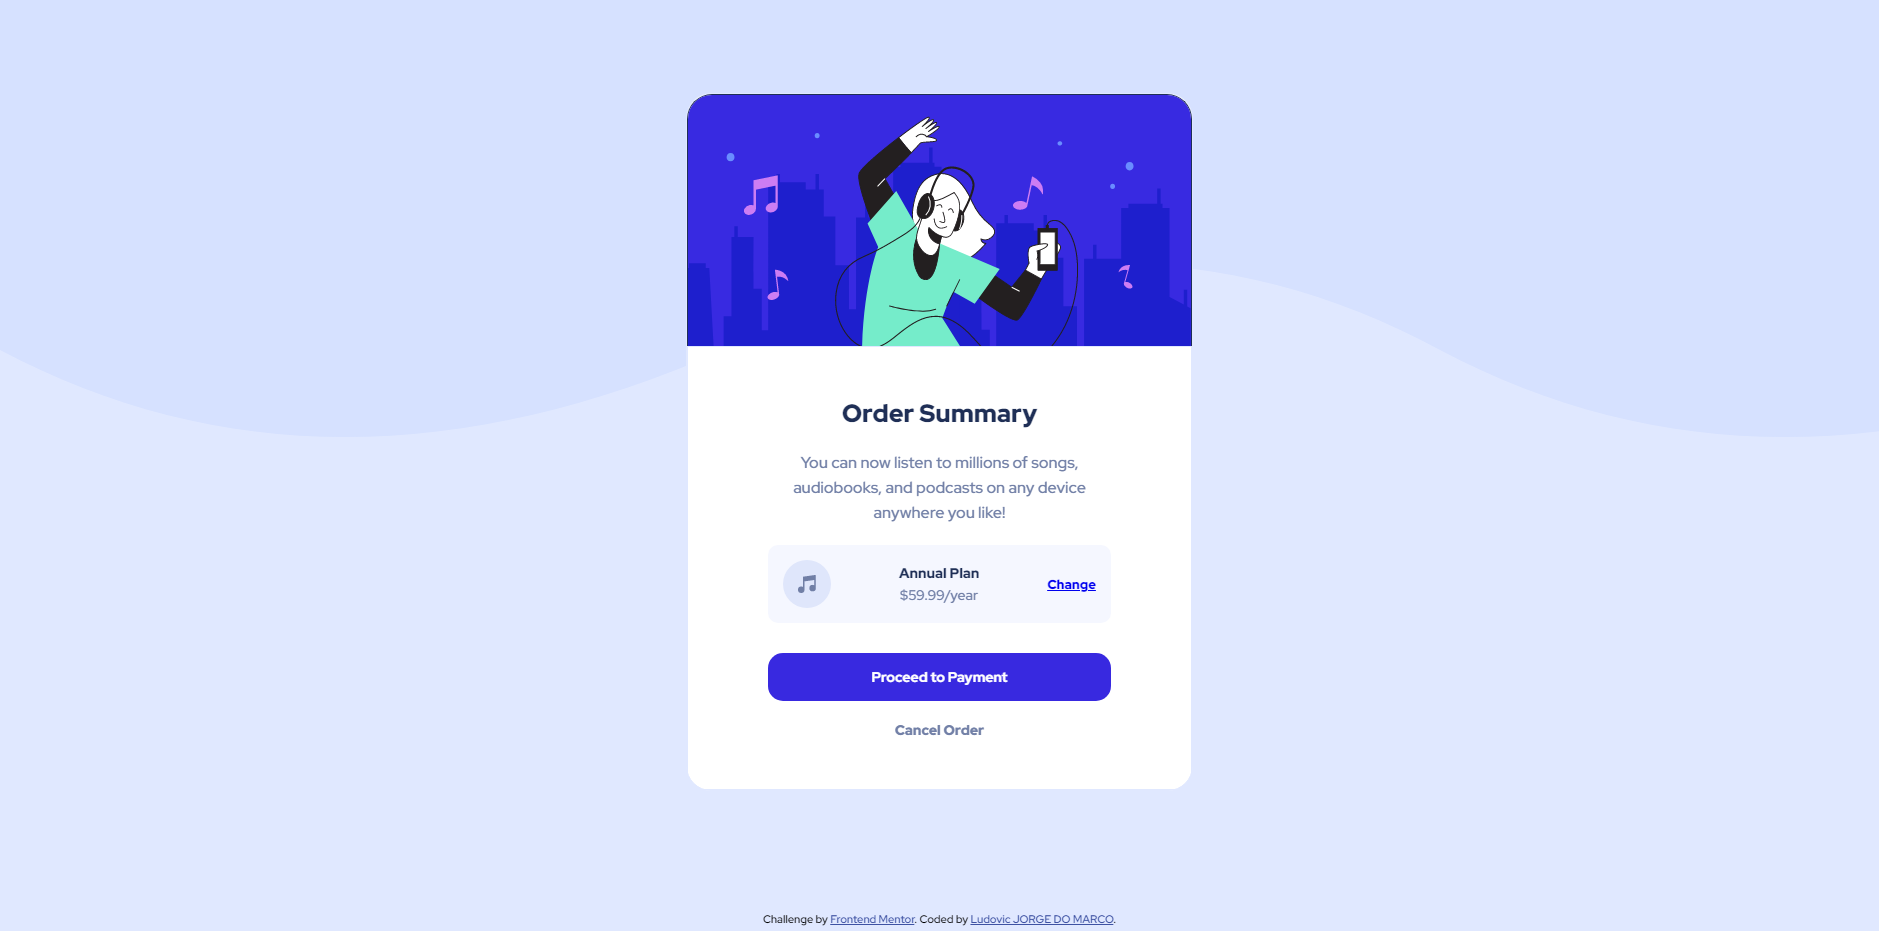 Order Summary
You can now listen to millions of songs,
audiobooks, and podcasts on any device
anywhere you like!
Annual Plan
$59.99/year
Change
Proceed to Payment
Cancel Order
Challenge by Frontend Mentor. Coded by Ludovic JORGE DO MARCO.